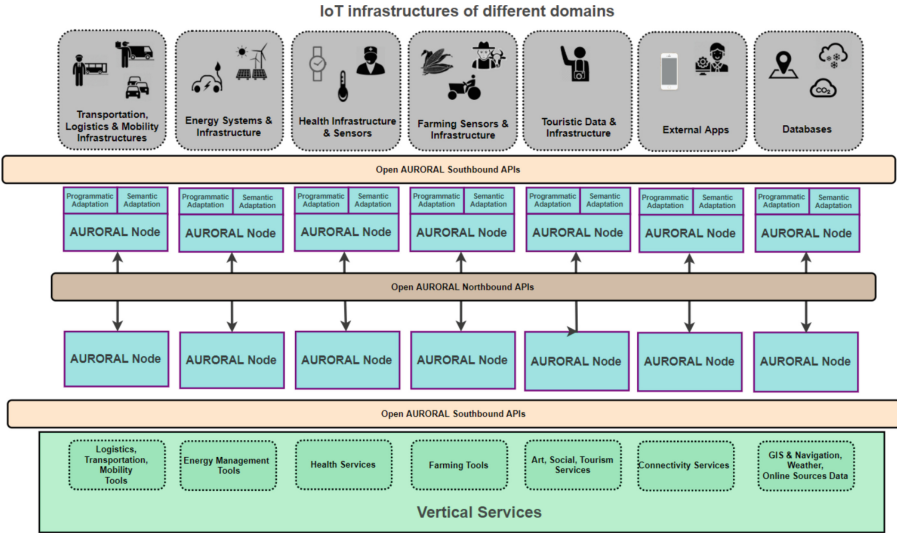 IoT infrastructures of different domains
CO₂
Transportation,
Logistics & Mobility
Infrastructures
Energy Systems &
Infrastructure
Health Infrastructure
& Sensors
Farming Sensors &
Infrastructure
Touristic Data &
Infrastructure
External Apps
Databases
Open AURORAL Southbound APIs
Programmatic
Adaptation
Semantic
Adaptation
AURORAL Node
Programmatic
Adaptation
Semantic
Adaptation
AURORAL Node
Programmatic
Adaptation
Semantic
Adaptation
AURORAL Node
Programmatic
Adaptation
Semantic
Adaptation
AURORAL Node
Programmatic
Adaptation
Semantic
Adaptation
AURORAL Node
Programmatic
Adaptation
Semantic
Adaptation
AURORAL Node
Programmatic
Adaptation
Semantic
Adaptation
AURORAL Node
Open AURORAL Northbound APIs
AURORAL Node
AURORAL Node
AURORAL Node
AURORAL Node
AURORAL Node
AURORAL Node
AURORAL Node
Open AURORAL Southbound APIs
Logistics,
Transportation,
Mobility
Tools
Energy Management
Tools
Health Services
Farming Tools
Art, Social, Tourism
Services
Connectivity Services
GIS & Navigation,
Weather,
Online Sources Data
Vertical Services